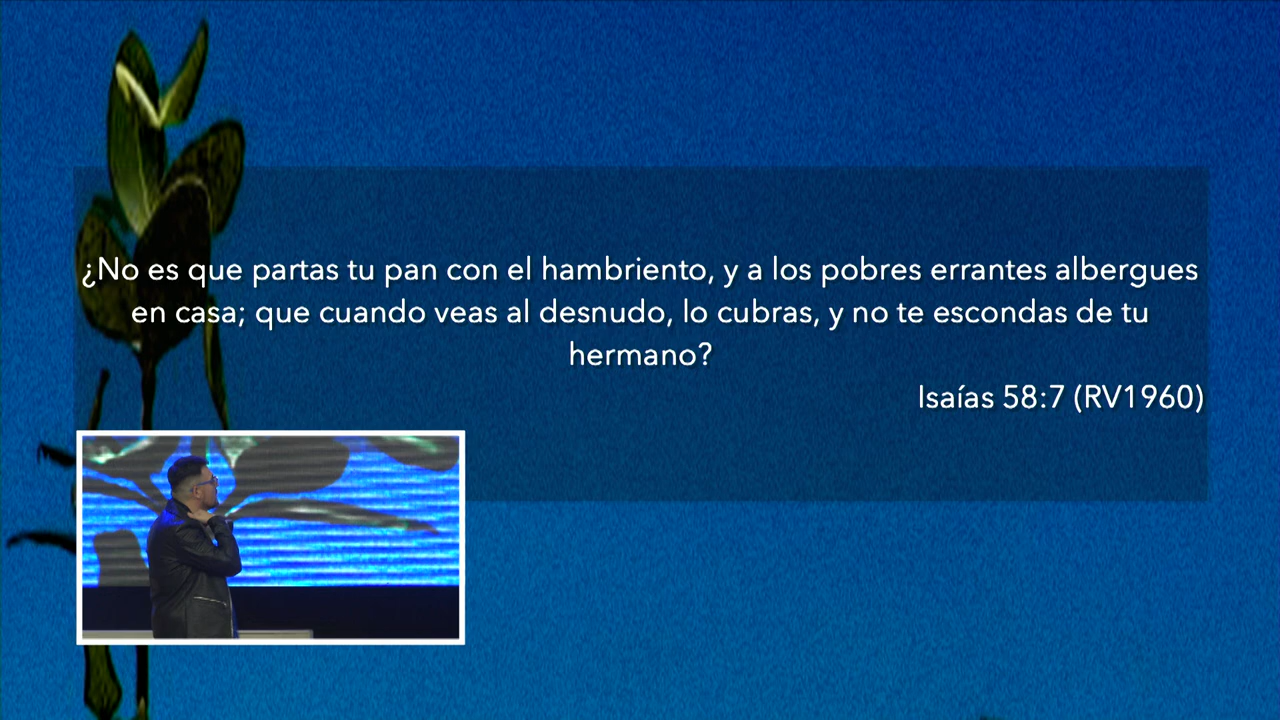 ¿No es que partas tu pan con el hambriento, y a los pobres errantes albergues
en casa; que cuando veas al desnudo, lo cubras, y no te escondas de tu
hermano?
Isaías 58:7 (RV1960)